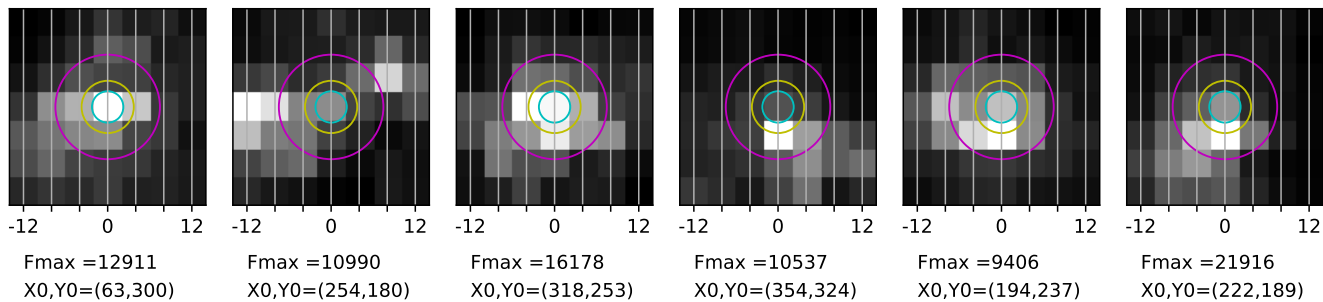 -12 0 12 -12 0 12 -12 0 12 -12 0 12 -12 0 12 -12 0 12
Fmax =12911 Fmax =10990 Fmax =16178 Fmax =10537 Fmax =9406 Fmax =21916
X0,Y0=(63,300) X0,Y0=(254,180) X0,Y0=(318,253) X0,Y0=(354,324) X0,Y0=(194,237) X0,Y0=(222,189)